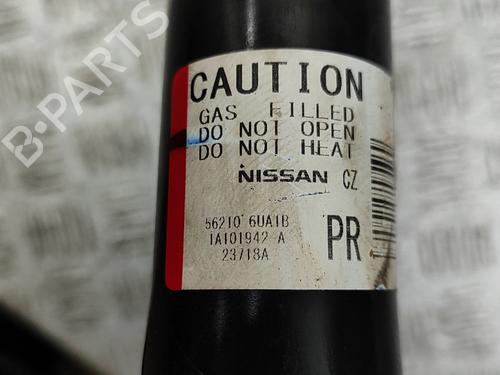 B-PARTS
CAUTION
GAS FILLED
DO NOT OPEN
DO NOT HEAT
NISSAN CZ
56210 6UA1B
1A101942 A
23/18A
PR